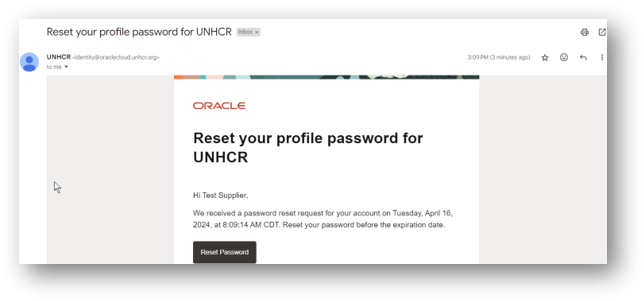 Reset your profile password for UNHCR Inbox ×
UNHCR <identity@oraclecloud.unhcr.org> 3:09 PM (3 minutes ago)
to me
ORACLE
Reset your profile password for
UNHCR
Hi Test Supplier,
We received a password reset request for your account on Tuesday, April 16,
2024, at 8:09:14 AM CDT. Reset your password before the expiration date.
Reset Password